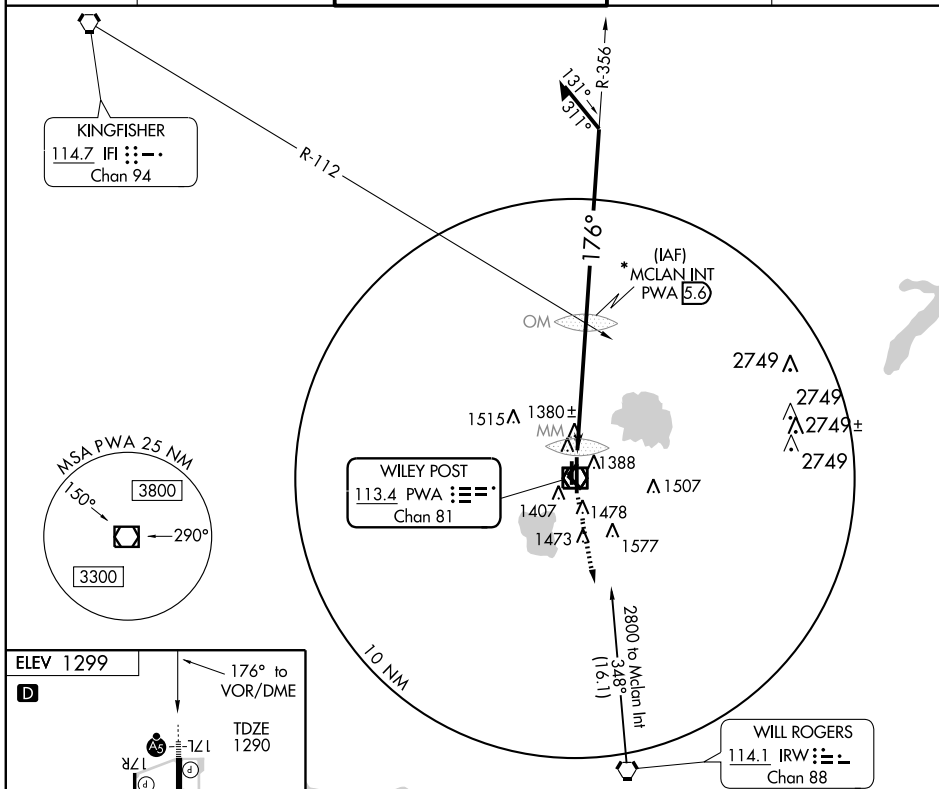 R-356
131°
311°
KINGFISHER
114.7 IFI
Chan 94
R-112
176°
(IAF)
* MCLAN INT
PWA 5.6
OM
2749
2749
2749±
2749
1515
1380±
MM
1388
WILEY POST
113.4 PWA
Chan 81
1507
1407
1478
1473
1577
MSA PWA 25 NM
150°
3800
290°
3300
10 NM
2800 to Mclan Int
348°
(16.1)
ELEV 1299
D
176° to
VOR/DME
TDZE
1290
A5
17L
17R
P
P
WILL ROGERS
114.1 IRW
Chan 88